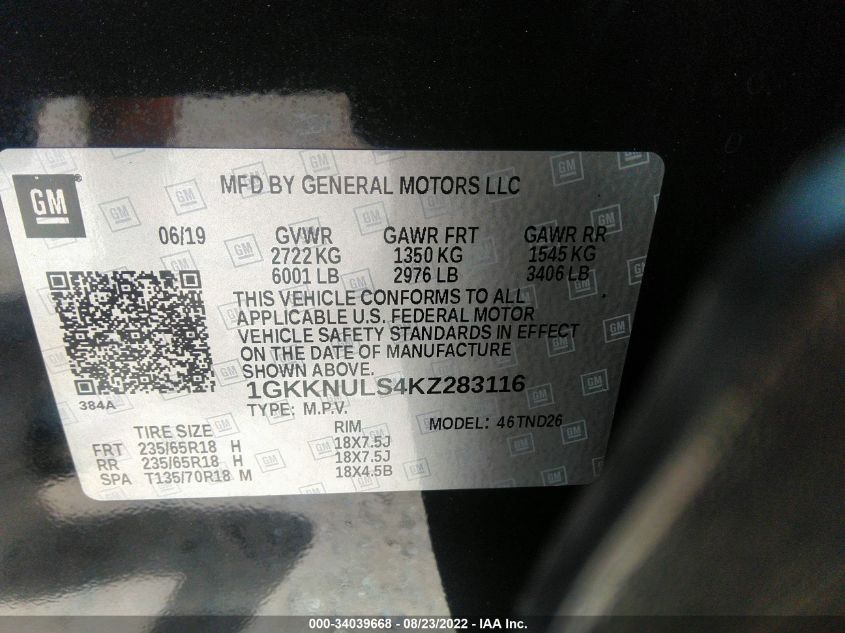 MFD BY GENERAL MOTORS LLC
GM
06/19 GVWR GAWR FRT GAWR RR
2722 KG 1350 KG 1545 KG
6001 LB 2976 LB 3406 LB
THIS VEHICLE CONFORMS TO ALL
APPLICABLE U.S. FEDERAL MOTOR
VEHICLE SAFETY STANDARDS IN EFFECT
ON THE DATE OF MANUFACTURE
SHOWN ABOVE.
1GKKNULS4KZ283116
384A
TYPE: M.P.V. MODEL: 46TND26
TIRE SIZE RIM
FRT 235/65R18 H 18X7.5J
RR 235/65R18 H 18X7.5J
SPA T135/70R18 M 18X4.5B
000 - 34039668 - 08/23/2022 - IAA Inc.